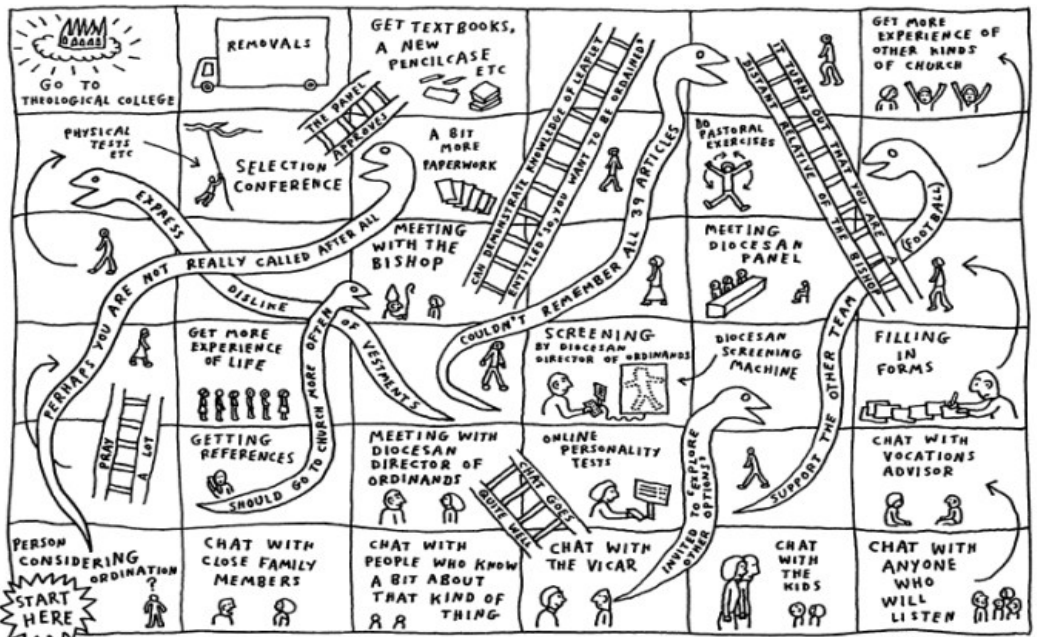 GO TO
THEOLOGICAL COLLEGE
REMOVALS
GET TEXTBOOKS,
A NEW
PENCILCASE
ETC
GET MORE
EXPERIENCE OF
OTHER KINDS
OF CHURCH
THE PANEL
APPROVES
CAN DEMONSTRATE KNOWLEDGE OF LEAFLET
ENTITLED 'SO, YOU WANT TO BE ORDAINED'
IT TURNS OUT THAT YOU ARE A
DISTANT RELATIVE OF THE BISHOP
PHYSICAL
TESTS
ETC
SELECTION
CONFERENCE
A BIT
MORE
PAPERWORK
DO
PASTORAL
EXERCISES
EXPRESS DISLIKE OF VESTMENTS
PERHAPS YOU ARE NOT REALLY CALLED AFTER ALL
MEETING
WITH THE
BISHOP
COULDN'T REMEMBER ALL 39 ARTICLES
MEETING
DIOCESAN
PANEL
SUPPORT THE OTHER TEAM (FOOTBALL)
GET MORE
EXPERIENCE
OF LIFE
SCREENING
BY DIOCESAN
DIRECTOR OF ORDINANDS
DIOCESAN
SCREENING
MACHINE
FILLING
IN
FORMS
PRAY
A LOT
GETTING
REFERENCES
SHOULD GO TO CHURCH MORE OFTEN
MEETING WITH
DIOCESAN
DIRECTOR OF
ORDINANDS
CHAT GOES
QUITE WELL
ONLINE
PERSONALITY
TESTS
INVITED TO "EXPLORE
OTHER OPTIONS"
CHAT WITH
VOCATIONS
ADVISOR
PERSON
CONSIDERING
ORDINATION
?
START
HERE
CHAT WITH
CLOSE FAMILY
MEMBERS
CHAT WITH
PEOPLE WHO KNOW
A BIT ABOUT
THAT KIND OF
THING
CHAT WITH
THE VICAR
CHAT
WITH
THE
KIDS
CHAT WITH
ANYONE
WHO
WILL
LISTEN